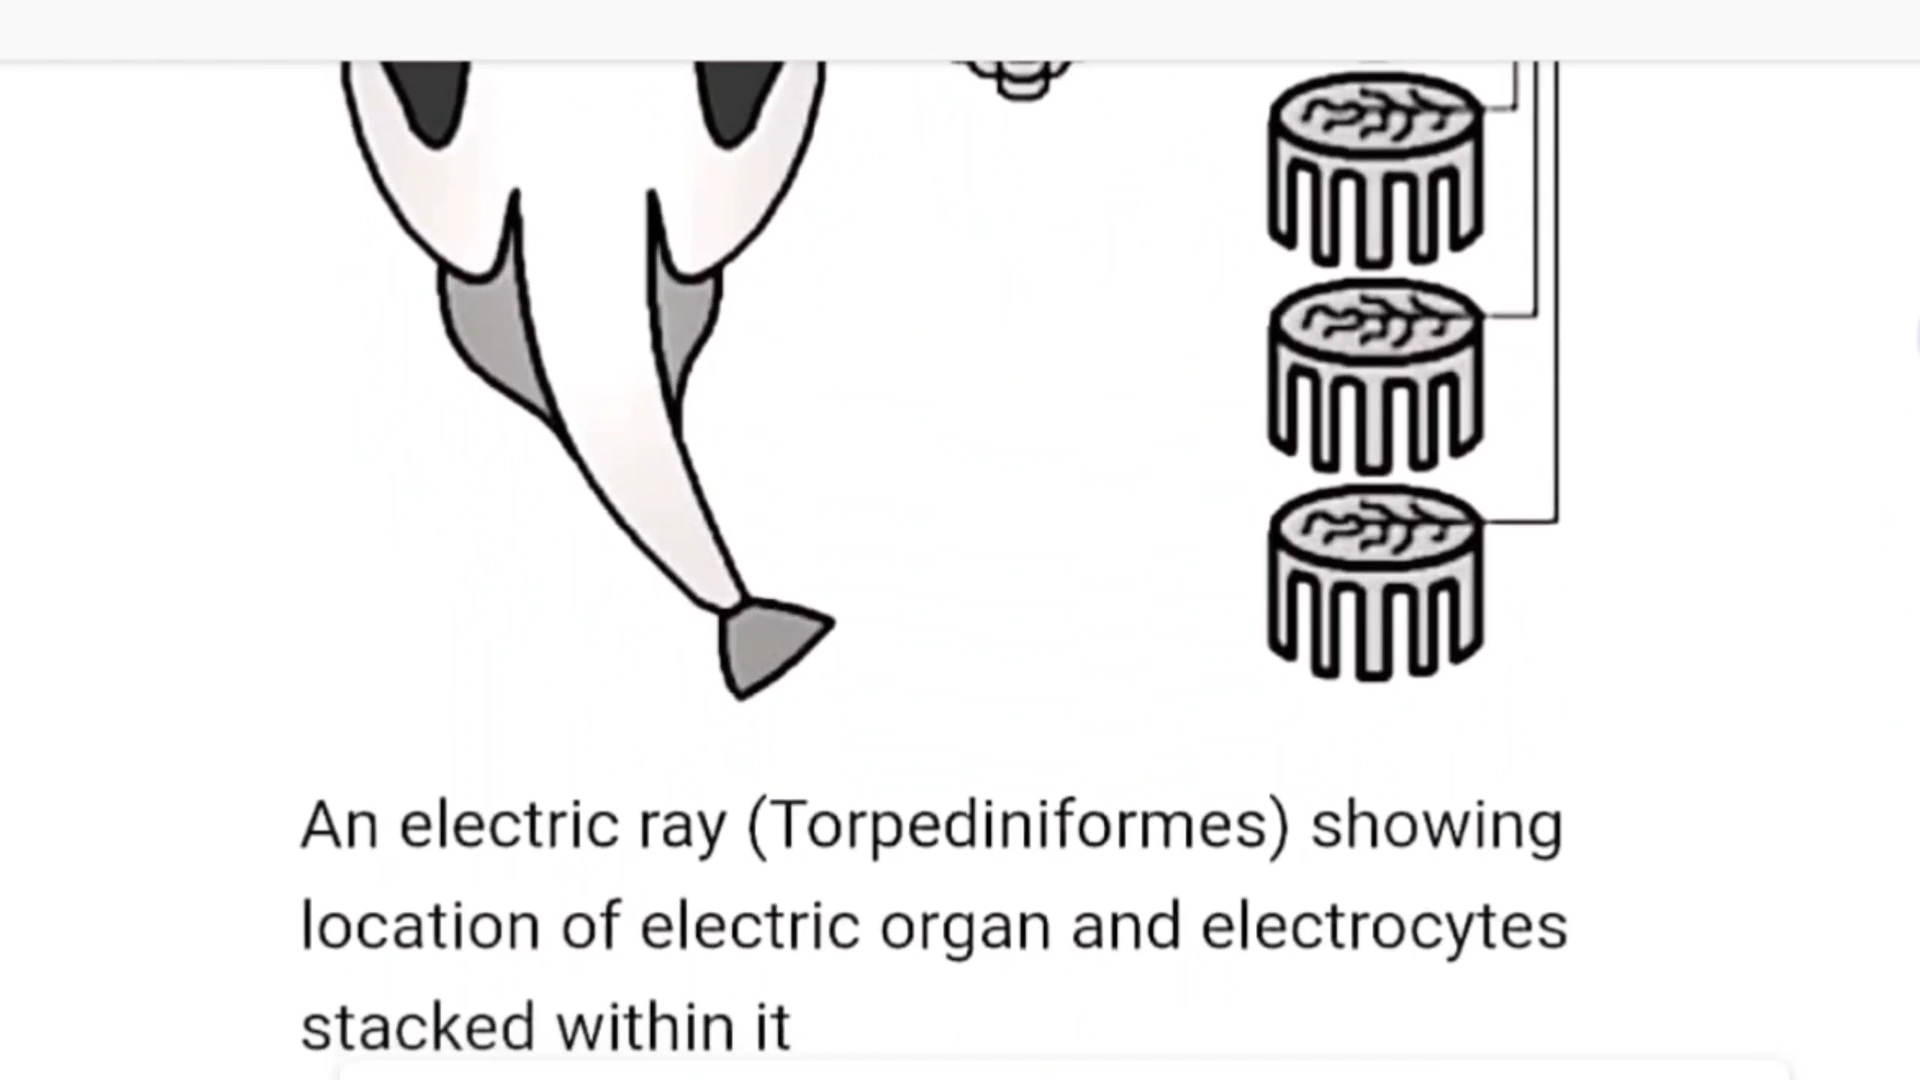 An electric ray (Torpediniformes) showing
location of electric organ and electrocytes
stacked within it